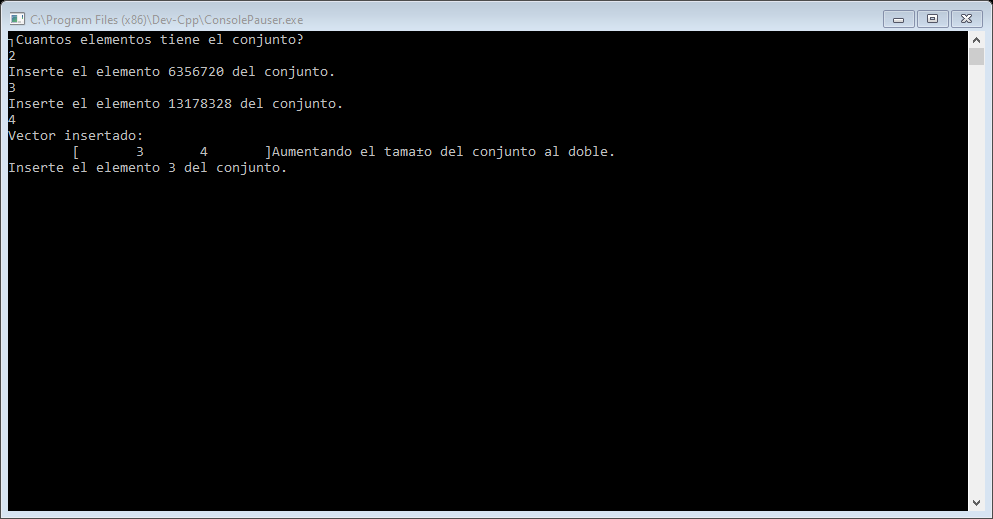 C:\Program Files (x86)\Dev-Cpp\ConsolePauser.exe
┐Cuantos elementos tiene el conjunto?
2
Inserte el elemento 6356720 del conjunto.
3
Inserte el elemento 13178328 del conjunto.
4
Vector insertado:
[ 3 4 ]Aumentando el tama±o del conjunto al doble.
Inserte el elemento 3 del conjunto.